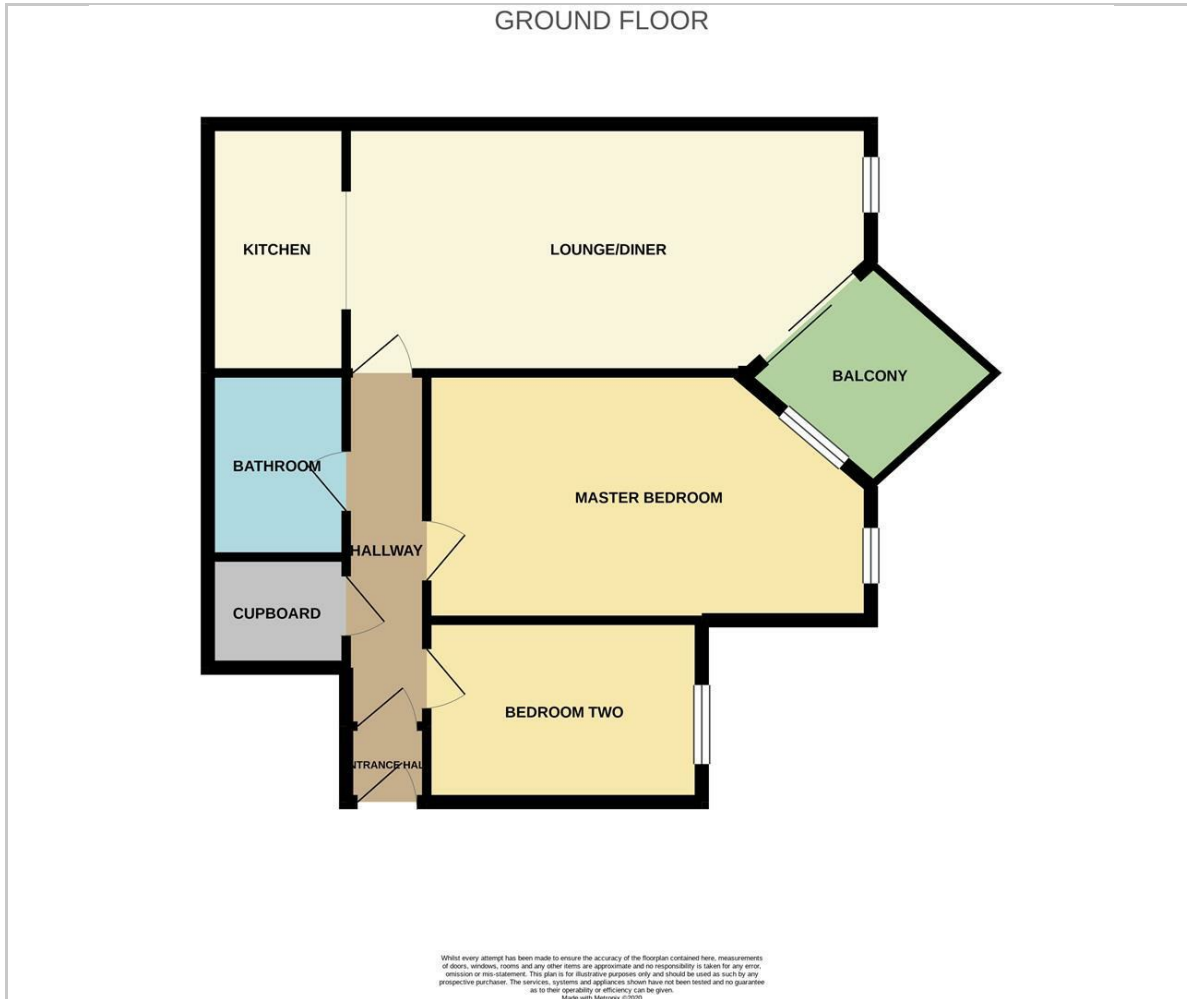 GROUND FLOOR
KITCHEN
LOUNGE/DINER
BALCONY
BATHROOM
MASTER BEDROOM
HALLWAY
CUPBOARD
BEDROOM TWO
NTRANCE HAL
Whilst every attempt has been made to ensure the accuracy of the floorplan contained here, measurements
of doors, windows, rooms and any other items are approximate and no responsibility is taken for any error,
omission or mis-statement. This plan is for illustrative purposes only and should be used as such by any
prospective purchaser. The services, systems and appliances shown have not been tested and no guarantee
as to their operability or efficiency can be given.
Made with Metropix ©2020